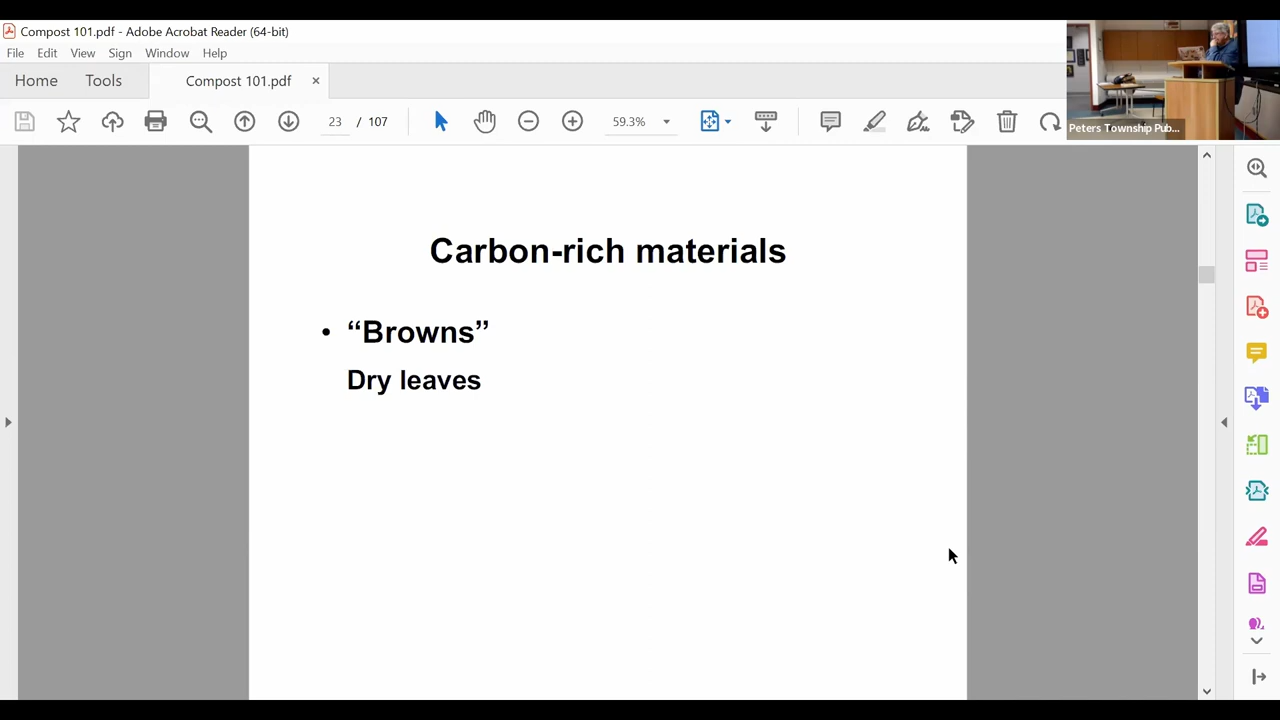 Compost 101.pdf - Adobe Acrobat Reader (64-bit)
File Edit View Sign Window Help
Home Tools Compost 101.pdf ×
23 / 107 59.3%
Peters Township Pub...
Carbon-rich materials
• “Browns”
Dry leaves